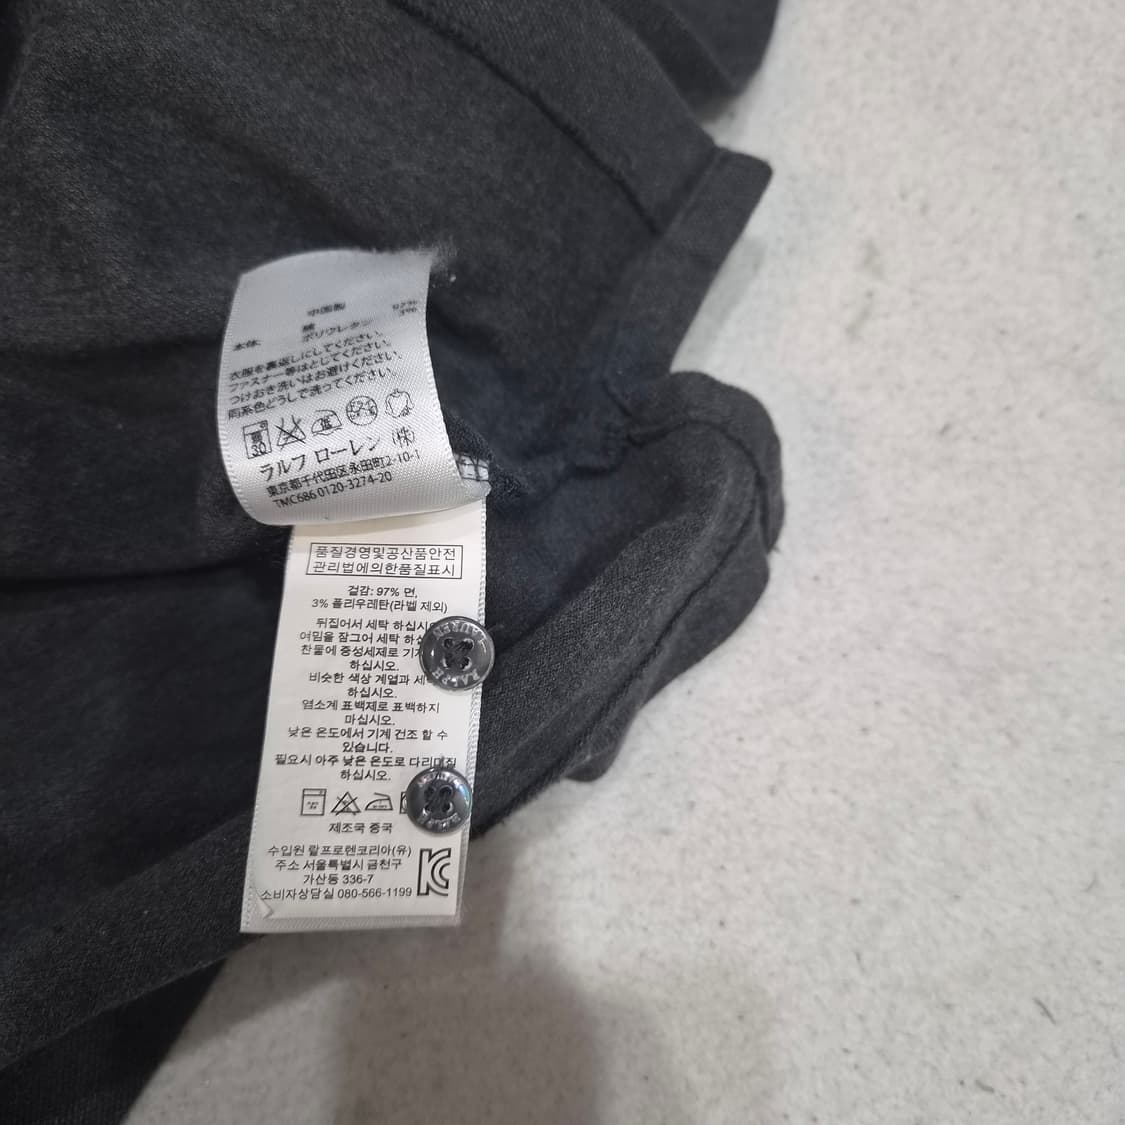 中国製
本体:
綿 97%
ポリウレタン 3%
衣服を裏返しにしてください。
ファスナー等はとじてください。
つけおき洗いはお避けください。
同系色どうしで洗ってください。
30
ラルフ ローレン (株)
東京都千代田区永田町2-10-1
TMC686 0120-3274-20
품질경영및공산품안전
관리법에의한품질표시
겉감: 97% 면,
3% 폴리우레탄(라벨 제외)
뒤집어서 세탁 하십시오
여밈을 잠그어 세탁
찬물에 중성세제로
하십시오.
비슷한 색상 계열과
하십시오.
염소계 표백제로 표백하지
마십시오.
낮은 온도에서 기계 건조 할 수
있습니다.
필요시 아주 낮은 온도로 다리미질
하십시오.
제조국 중국
수입원 랄프로렌코리아(유)
주소 서울특별시 금천구
가산동 336-7
소비자상담실 080-566-1199
RALPH LAUREN
RALPH